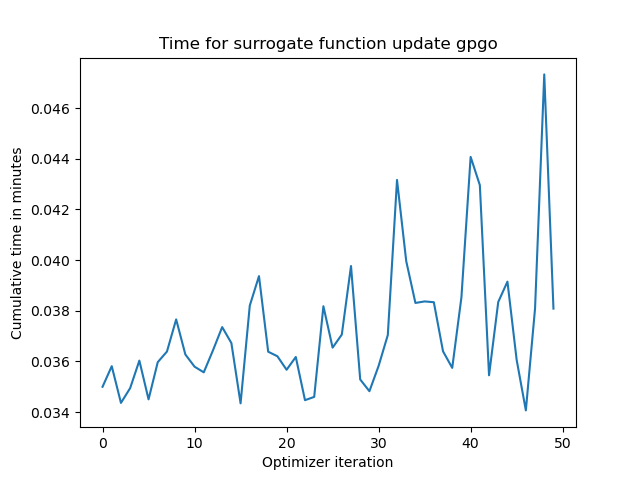 Time for surrogate function update gpgo
Cumulative time in minutes
0.046
0.044
0.042
0.040
0.038
0.036
0.034
0 10 20 30 40 50
Optimizer iteration